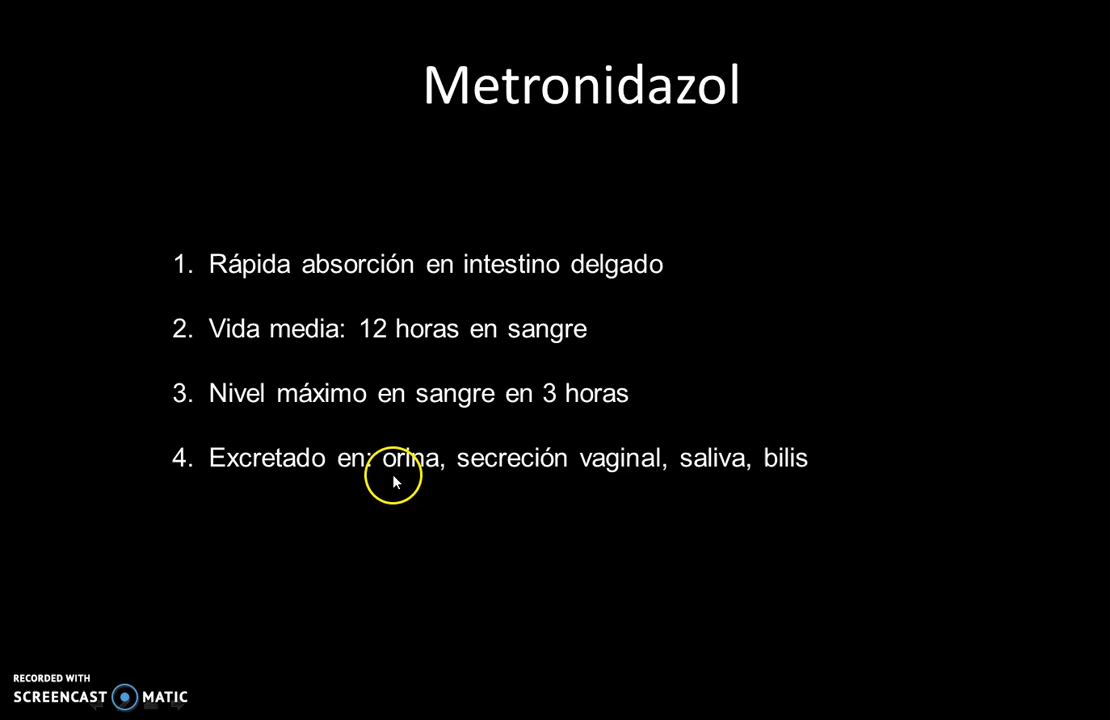 Metronidazol
1. Rápida absorción en intestino delgado
2. Vida media: 12 horas en sangre
3. Nivel máximo en sangre en 3 horas
4. Excretado en: orina, secreción vaginal, saliva, bilis
RECORDED WITH
SCREENCAST MATIC